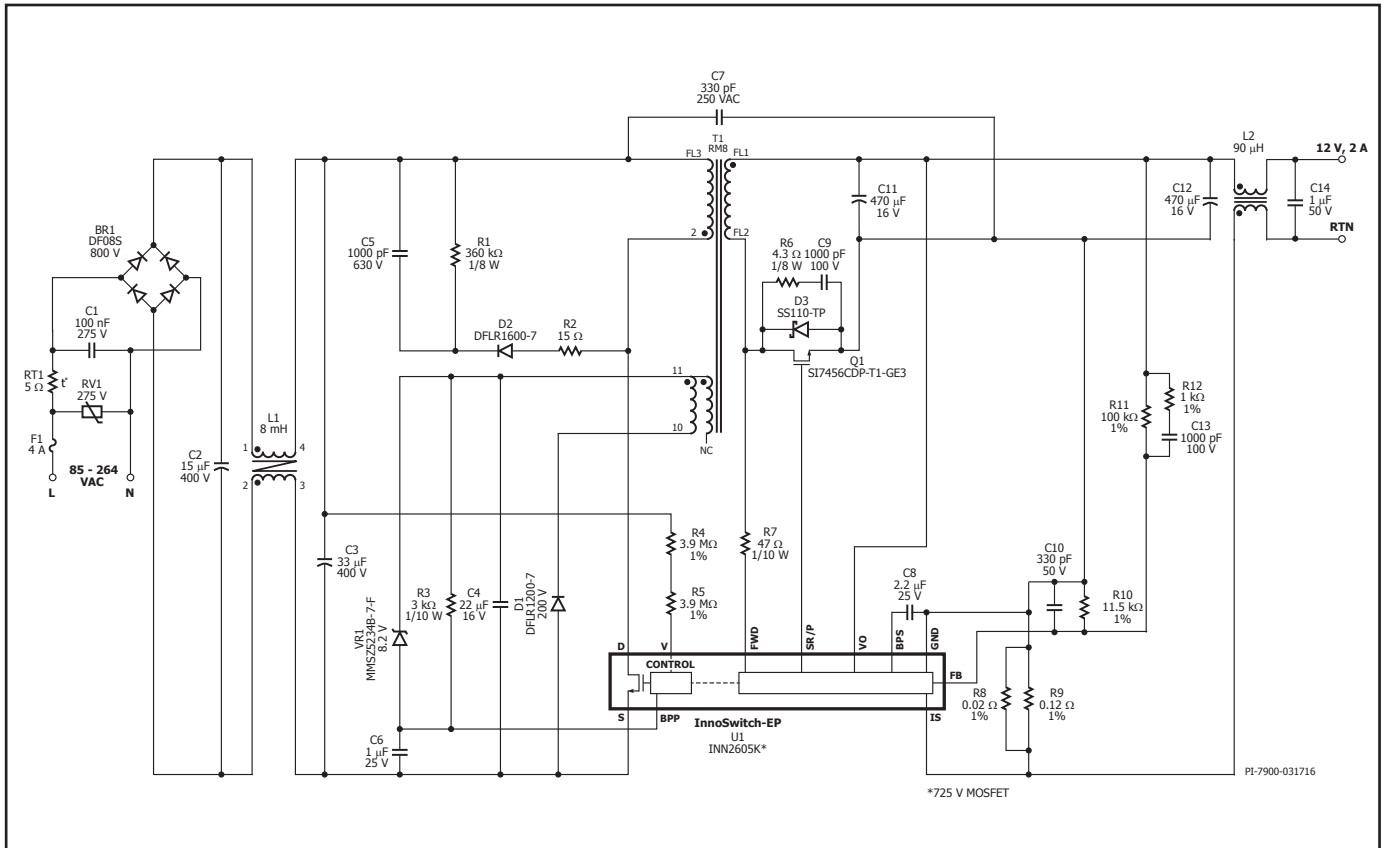 C7
330 pF
250 VAC
T1
RM8
FL3
FL1
2
FL2
L2
90 µH
12 V, 2 A
C14
1 µF
50 V
RTN
C12
470 µF
16 V
C11
470 µF
16 V
BR1
DF08S
800 V
C5
1000 pF
630 V
R1
360 kΩ
1/8 W
R6
4.3 Ω
1/8 W
C9
1000 pF
100 V
D3
SS110-TP
Q1
SI7456CDP-T1-GE3
C1
100 nF
275 V
D2
DFLR1600-7
R2
15 Ω
RT1
5 Ω
t°
RV1
275 V
F1
4 A
85 - 264
VAC
L
N
C2
15 µF
400 V
L1
8 mH
1
4
2
3
11
10
NC
R11
100 kΩ
1%
R12
1 kΩ
1%
C13
1000 pF
100 V
C3
33 µF
400 V
R4
3.9 MΩ
1%
R5
3.9 MΩ
1%
R7
47 Ω
1/10 W
C8
2.2 µF
25 V
C10
330 pF
50 V
R10
11.5 kΩ
1%
VR1
MMSZ5234B-7-F
8.2 V
R3
3 kΩ
1/10 W
C4
22 µF
16 V
D1
DFLR1200-7
200 V
D
V
FWD
SR/P
VO
BPS
GND
CONTROL
FB
S
BPP
IS
InnoSwitch-EP
U1
INN2605K*
R8
0.02 Ω
1%
R9
0.12 Ω
1%
C6
1 µF
25 V
*725 V MOSFET
PI-7900-031716